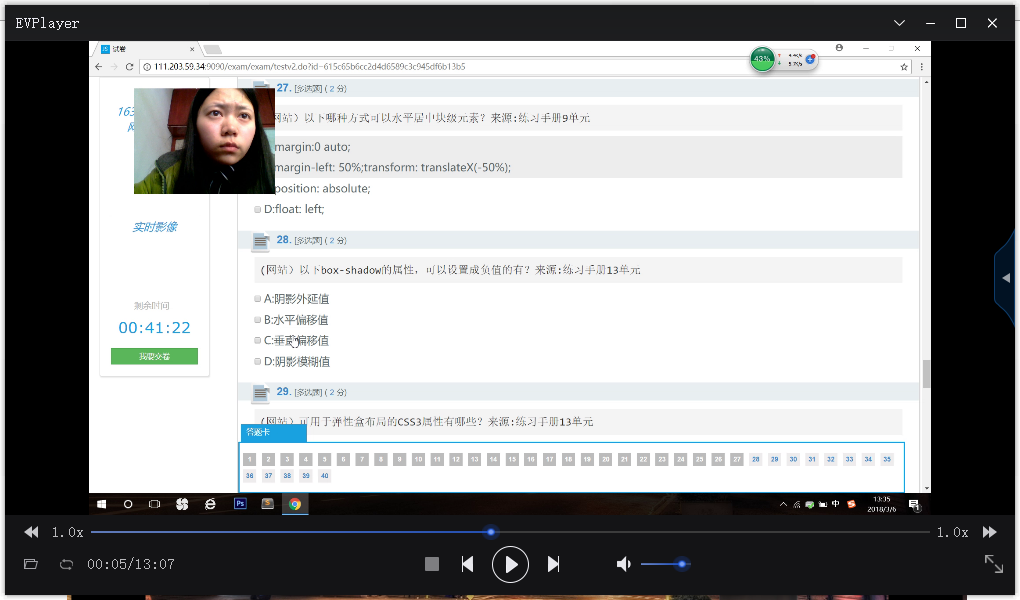 EVPlayer
试卷
111.203.59.34:9090/exam/exam/testv2.do?id=615c65b6cc2d4d6589c3c945df6b13b5
43%
27. [多选题] ( 2 分)
163
网站）以下哪种方式可以水平居中块级元素？来源:练习手册9单元
margin:0 auto;
margin-left: 50%;transform: translateX(-50%);
position: absolute;
D:float: left;
实时影像
28. [多选题] ( 2 分)
(网站）以下box-shadow的属性，可以设置成负值的有？来源:练习手册13单元
A:阴影外延值
B:水平偏移值
C:垂直偏移值
D:阴影模糊值
剩余时间
00:41:22
我要交卷
29. [多选题] ( 2 分)
(网站）可用于弹性盒布局的CSS3属性有哪些？来源:练习手册13单元
答题卡
1 2 3 4 5 6 7 8 9 10 11 12 13 14 15 16 17 18 19 20 21 22 23 24 25 26 27 28 29 30 31 32 33 34 35
36 37 38 39 40
Ps
中
13:35
2018/3/6
1.0x
1.0x
00:05/13:07